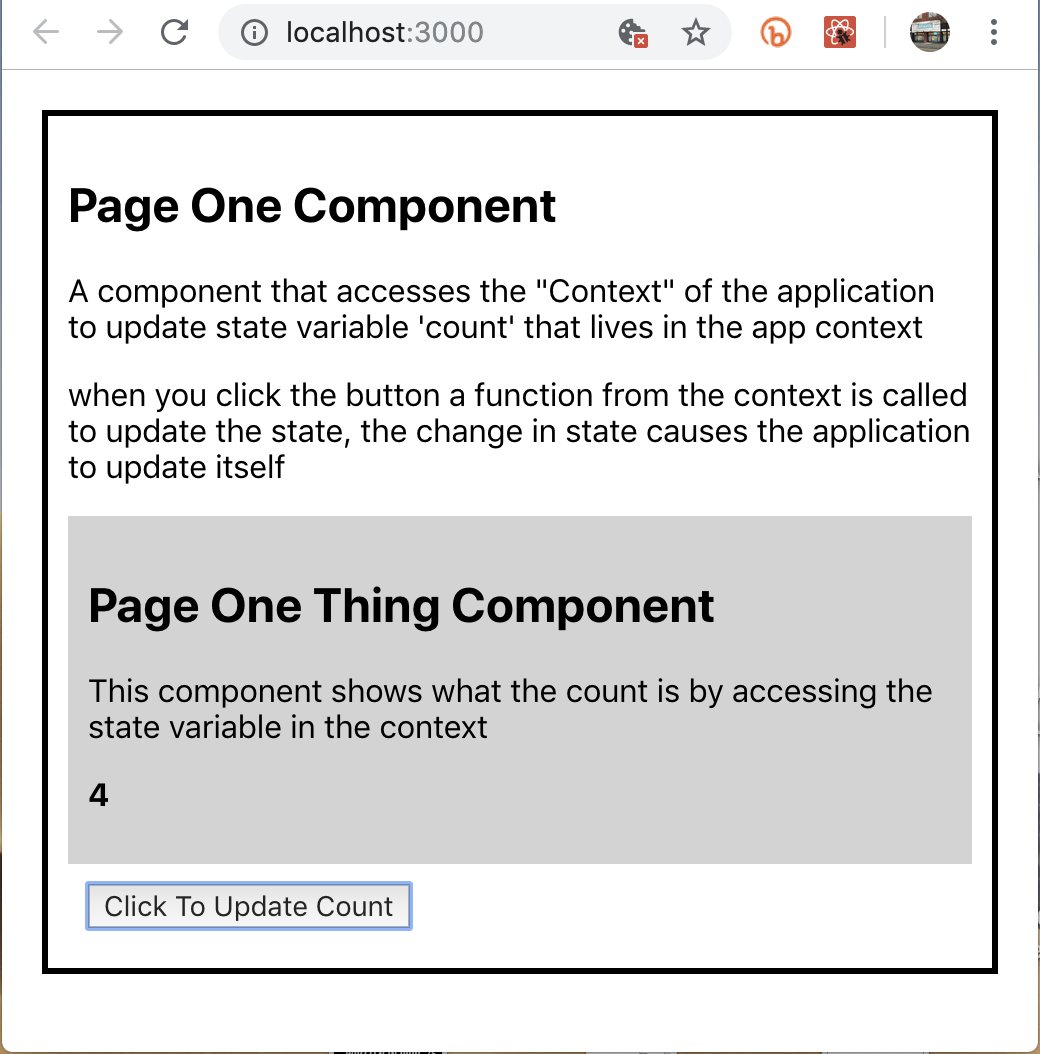 localhost:3000
Page One Component
A component that accesses the "Context" of the application
to update state variable 'count' that lives in the app context
when you click the button a function from the context is called
to update the state, the change in state causes the application
to update itself
Page One Thing Component
This component shows what the count is by accessing the
state variable in the context
4
Click To Update Count